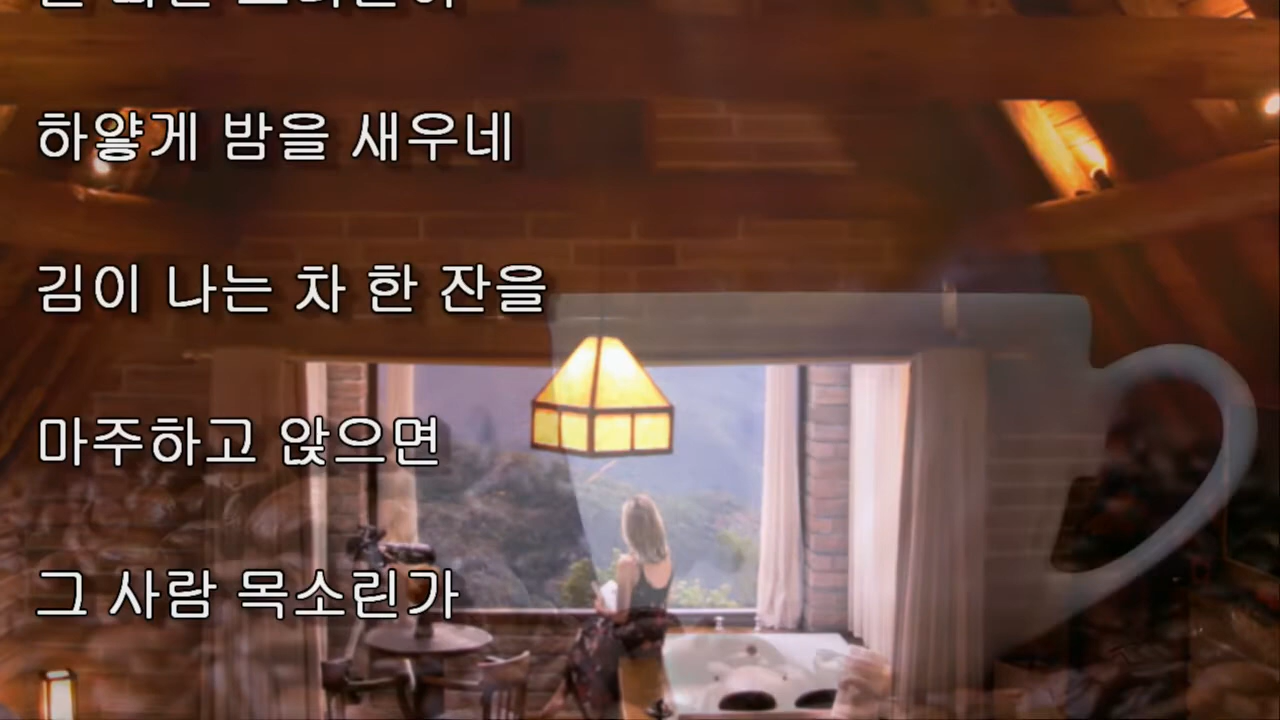 하얗게 밤을 새우네
김이 나는 차 한 잔을
마주하고 앉으면
그 사람 목소린가